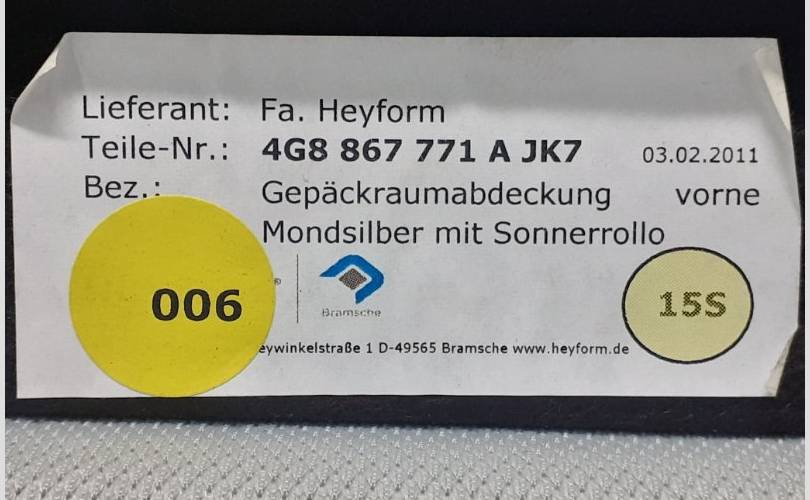 Lieferant: Fa. Heyform
Teile-Nr.: 4G8 867 771 A JK7 03.02.2011
Bez.: Gepäckraumabdeckung vorne
Mondsilber mit Sonnerrollo
006
®
Bramsche
15S
eywinkelstraße 1 D-49565 Bramsche www.heyform.de